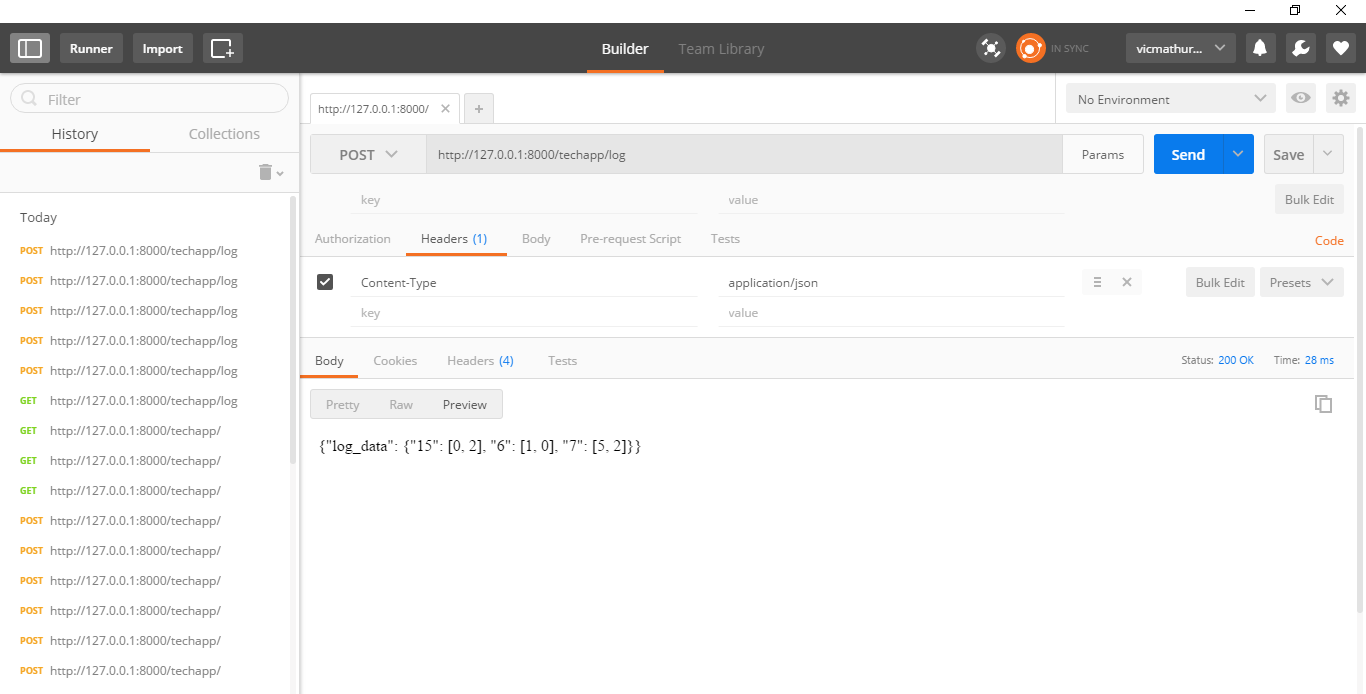 Runner Import Builder Team Library IN SYNC vicmathur...
Filter
History Collections
Today
POST http://127.0.0.1:8000/techapp/log
POST http://127.0.0.1:8000/techapp/log
POST http://127.0.0.1:8000/techapp/log
POST http://127.0.0.1:8000/techapp/log
POST http://127.0.0.1:8000/techapp/log
GET http://127.0.0.1:8000/techapp/log
GET http://127.0.0.1:8000/techapp/
GET http://127.0.0.1:8000/techapp/
GET http://127.0.0.1:8000/techapp/
POST http://127.0.0.1:8000/techapp/
POST http://127.0.0.1:8000/techapp/
POST http://127.0.0.1:8000/techapp/
POST http://127.0.0.1:8000/techapp/
POST http://127.0.0.1:8000/techapp/
POST http://127.0.0.1:8000/techapp/
http://127.0.0.1:8000/ No Environment
POST http://127.0.0.1:8000/techapp/log Params Send Save
key value Bulk Edit
Authorization Headers (1) Body Pre-request Script Tests Code
Content-Type application/json Bulk Edit Presets
key value
Body Cookies Headers (4) Tests Status: 200 OK Time: 28 ms
Pretty Raw Preview
{"log_data": {"15": [0, 2], "6": [1, 0], "7": [5, 2]}}